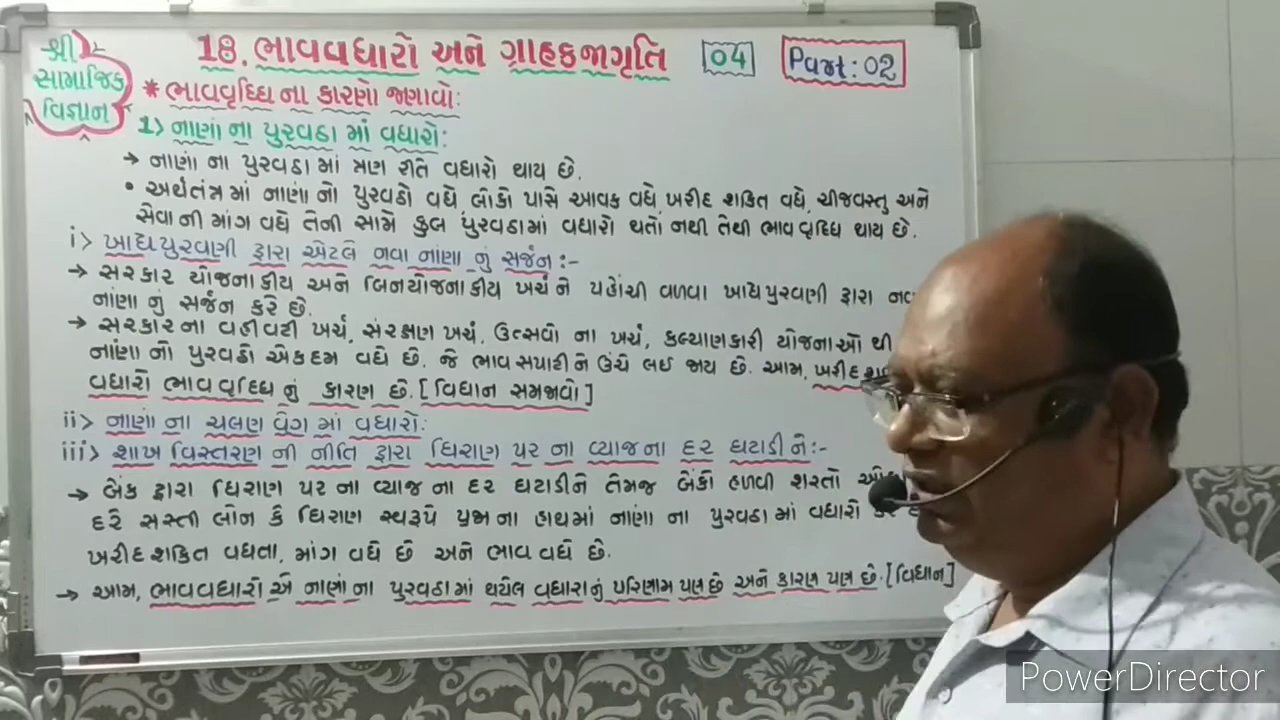 શ્રી
સામાજિક
વિજ્ઞાન
18. ભાવવધારો અને ગ્રાહકજાગૃતિ
04
Part: 02
* ભાવવૃદ્ધિ ના કારણો જણાવો:
1> નાણાં ના પુરવઠા માં વધારો:
→ નાણાં ના પુરવઠા માં ત્રણ રીતે વધારો થાય છે.
• અર્થતંત્ર માં નાણાં નો પુરવઠો વધે, લોકો પાસે આવક વધે, ખરીદ શક્તિ વધે, ચીજવસ્તુ અને
સેવા ની માંગ વધે તેની સામે કુલ પુરવઠામાં વધારો થતો નથી તેથી ભાવ વૃદ્ધિ થાય છે.
i> ખાદ્યપુરવણી દ્વારા એટલે નવા નાંણા નું સર્જન:-
→ સરકાર યોજનાકીય અને બિનયોજનાકીય ખર્ચ ને પહોંચી વળવા ખાદ્યપુરવણી દ્વારા
નાંણા નું સર્જન કરે છે.
→ સરકાર ના વહીવટી ખર્ચ, સંરક્ષણ ખર્ચ, ઉત્સવો ના ખર્ચ, કલ્યાણકારી યોજનાઓ થી
નાંણા નો પુરવઠો એકદમ વધે છે. જે ભાવ સપાટી ને ઉંચે લઈ જાય છે. આમ, ખરીદ
વધારો ભાવવૃદ્ધિ નું કારણ છે. [વિધાન સમજાવો]
ii> નાણાં ના ચલણ વેગ માં વધારો:
iii> શાખ વિસ્તરણ ની નીતિ દ્વારા ધિરાણ પર ના વ્યાજ ના દર ઘટાડી ને:-
→ બેંક દ્વારા ધિરાણ પર ના વ્યાજ ના દર ઘટાડીને તેમજ બેંકો હળવી શરતો
દરે સસ્તી લોન કે ધિરાણ સ્વરૂપે પ્રજા ના હાથમાં નાણાં ના પુરવઠા માં વધારો
ખરીદ શક્તિ વધતા, માંગ વધે છે અને ભાવ વધે છે.
→ આમ, ભાવવધારો એ નાણાં ના પુરવઠામાં થયેલ વધારાનું પરિણામ પણ છે અને કારણ પણ છે. [વિધાન]
PowerDirector